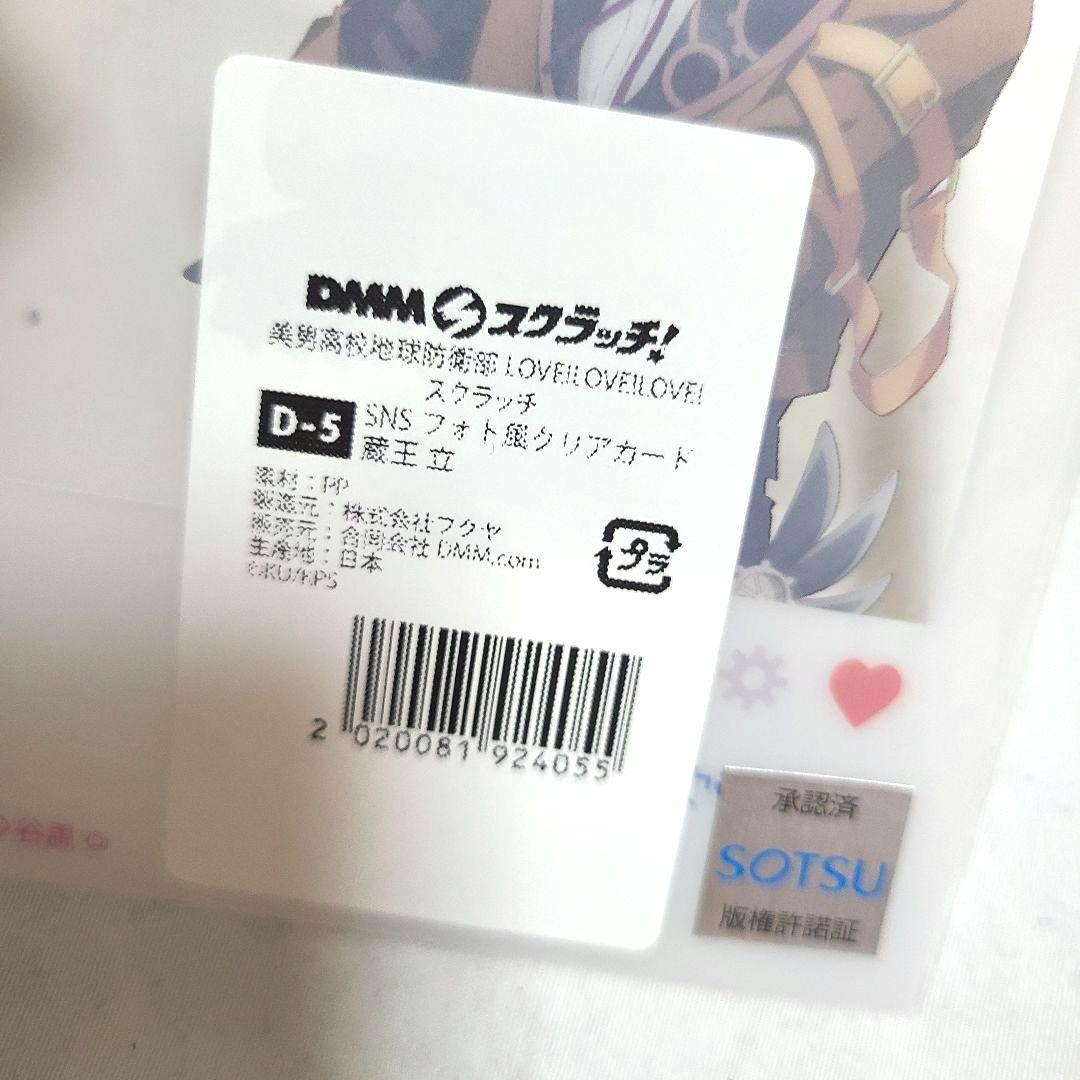 DMM スクラッチ!
美男高校地球防衛部 LOVE!LOVE!LOVE!
スクラッチ
D-5
SNS フォト風クリアカード
蔵王 立
素材：PP
製造元：株式会社フクヤ
販売元：合同会社 DMM.com
生産地：日本
プラ
2 020081 924055
承認済
SOTSU
版権許諾証